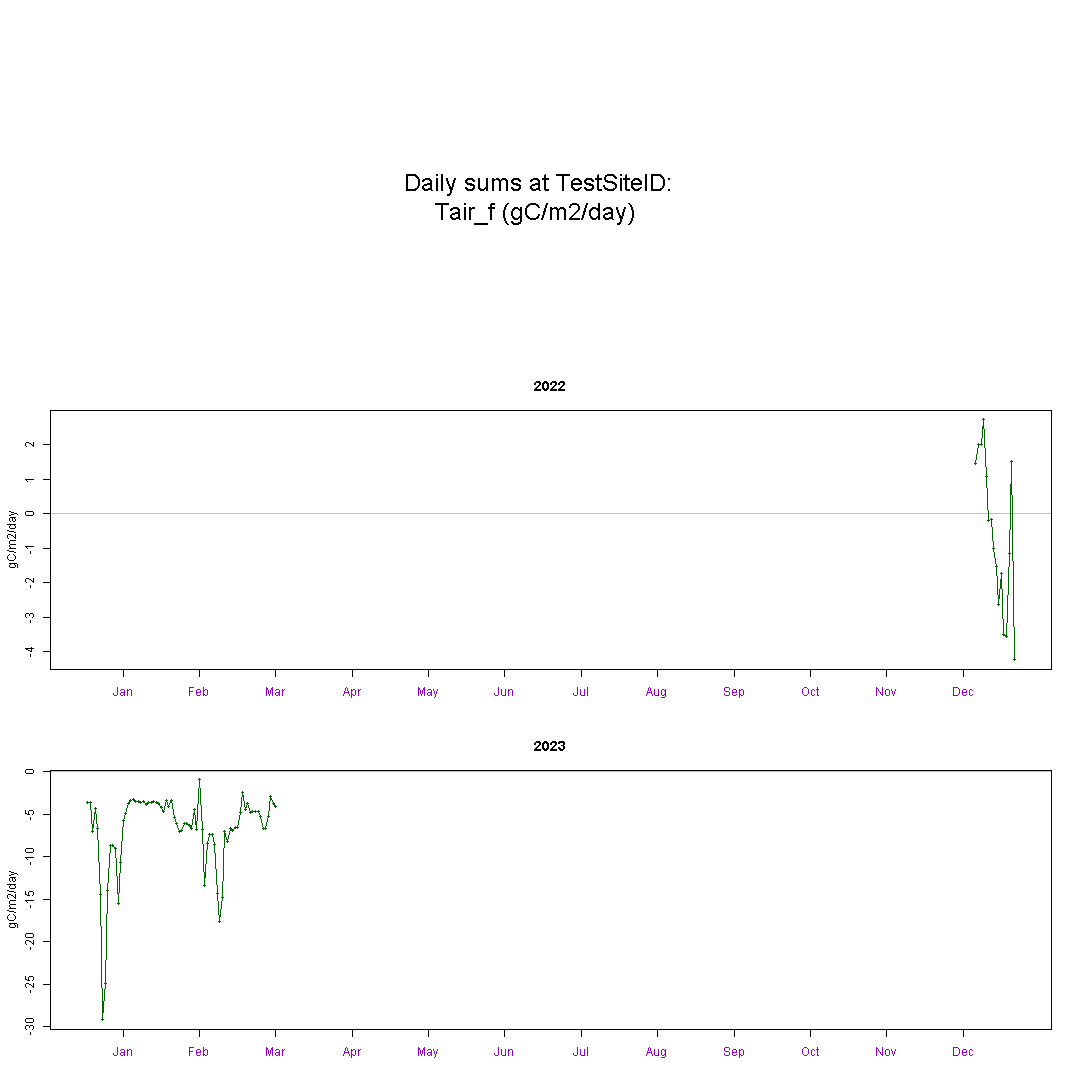 Daily sums at TestSiteID:
Tair_f (gC/m2/day)
2022
gC/m2/day
2
1
0
-1
-2
-3
-4
Jan Feb Mar Apr May Jun Jul Aug Sep Oct Nov Dec
2023
gC/m2/day
0
-5
-10
-15
-20
-25
-30
Jan Feb Mar Apr May Jun Jul Aug Sep Oct Nov Dec